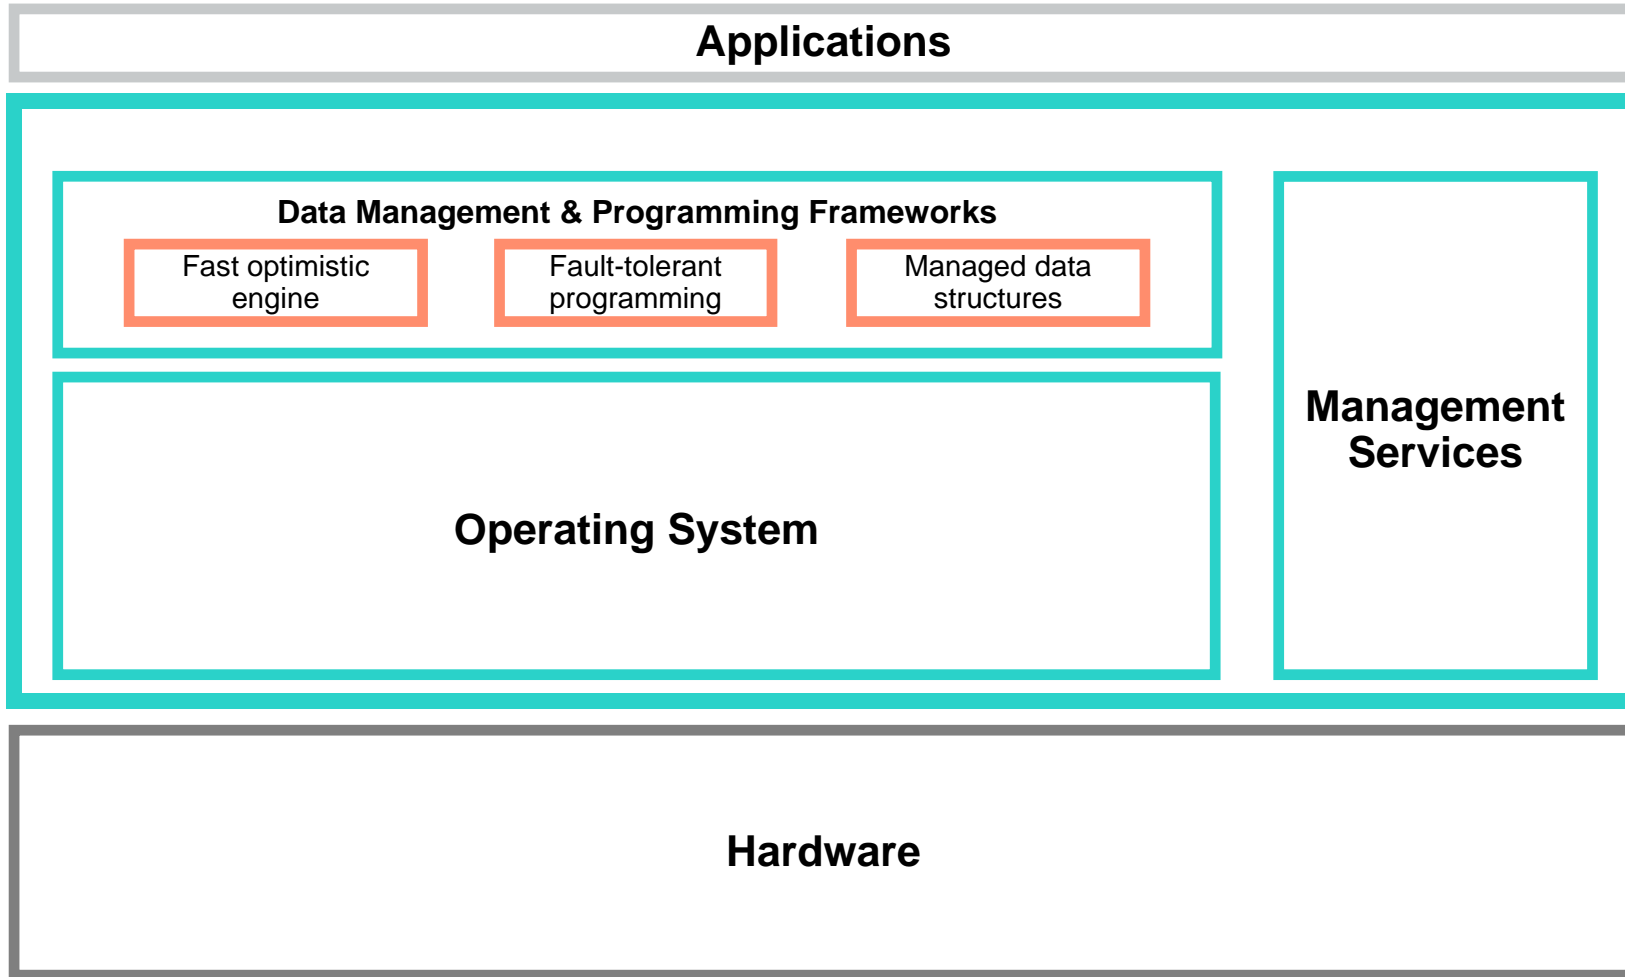 Applications
Data Management & Programming Frameworks
Fast optimistic
engine
Fault-tolerant
programming
Managed data
structures
Operating System
Management
Services
Hardware